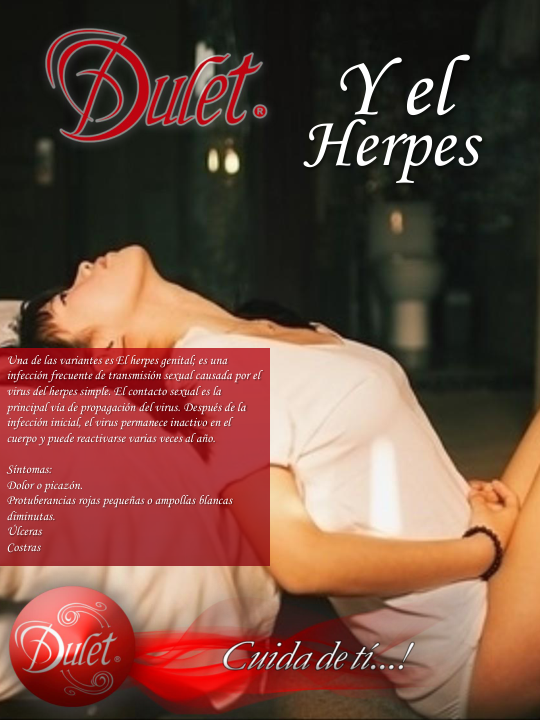 Dulet®
Y el
Herpes
Una de las variantes es El herpes genital; es una
infección frecuente de transmisión sexual causada por el
virus del herpes simple. El contacto sexual es la
principal vía de propagación del virus. Después de la
infección inicial, el virus permanece inactivo en el
cuerpo y puede reactivarse varias veces al año.
Síntomas:
Dolor o picazón.
Protuberancias rojas pequeñas o ampollas blancas
diminutas.
Úlceras
Costras
Dulet®
Cuida de tí...!